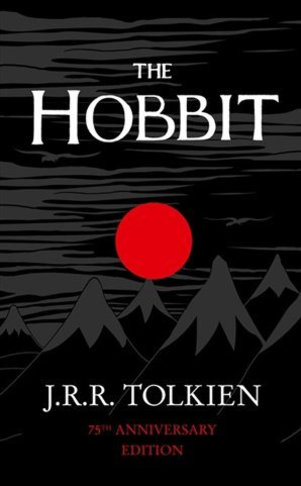 THE
HOBBIT
J.R.R. TOLKIEN
75TH ANNIVERSARY
EDITION